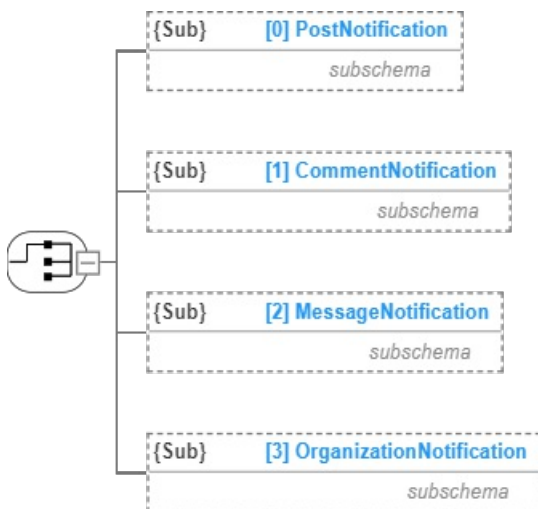 {Sub} [0] PostNotification
subschema
{Sub} [1] CommentNotification
subschema
{Sub} [2] MessageNotification
subschema
{Sub} [3] OrganizationNotification
subschema